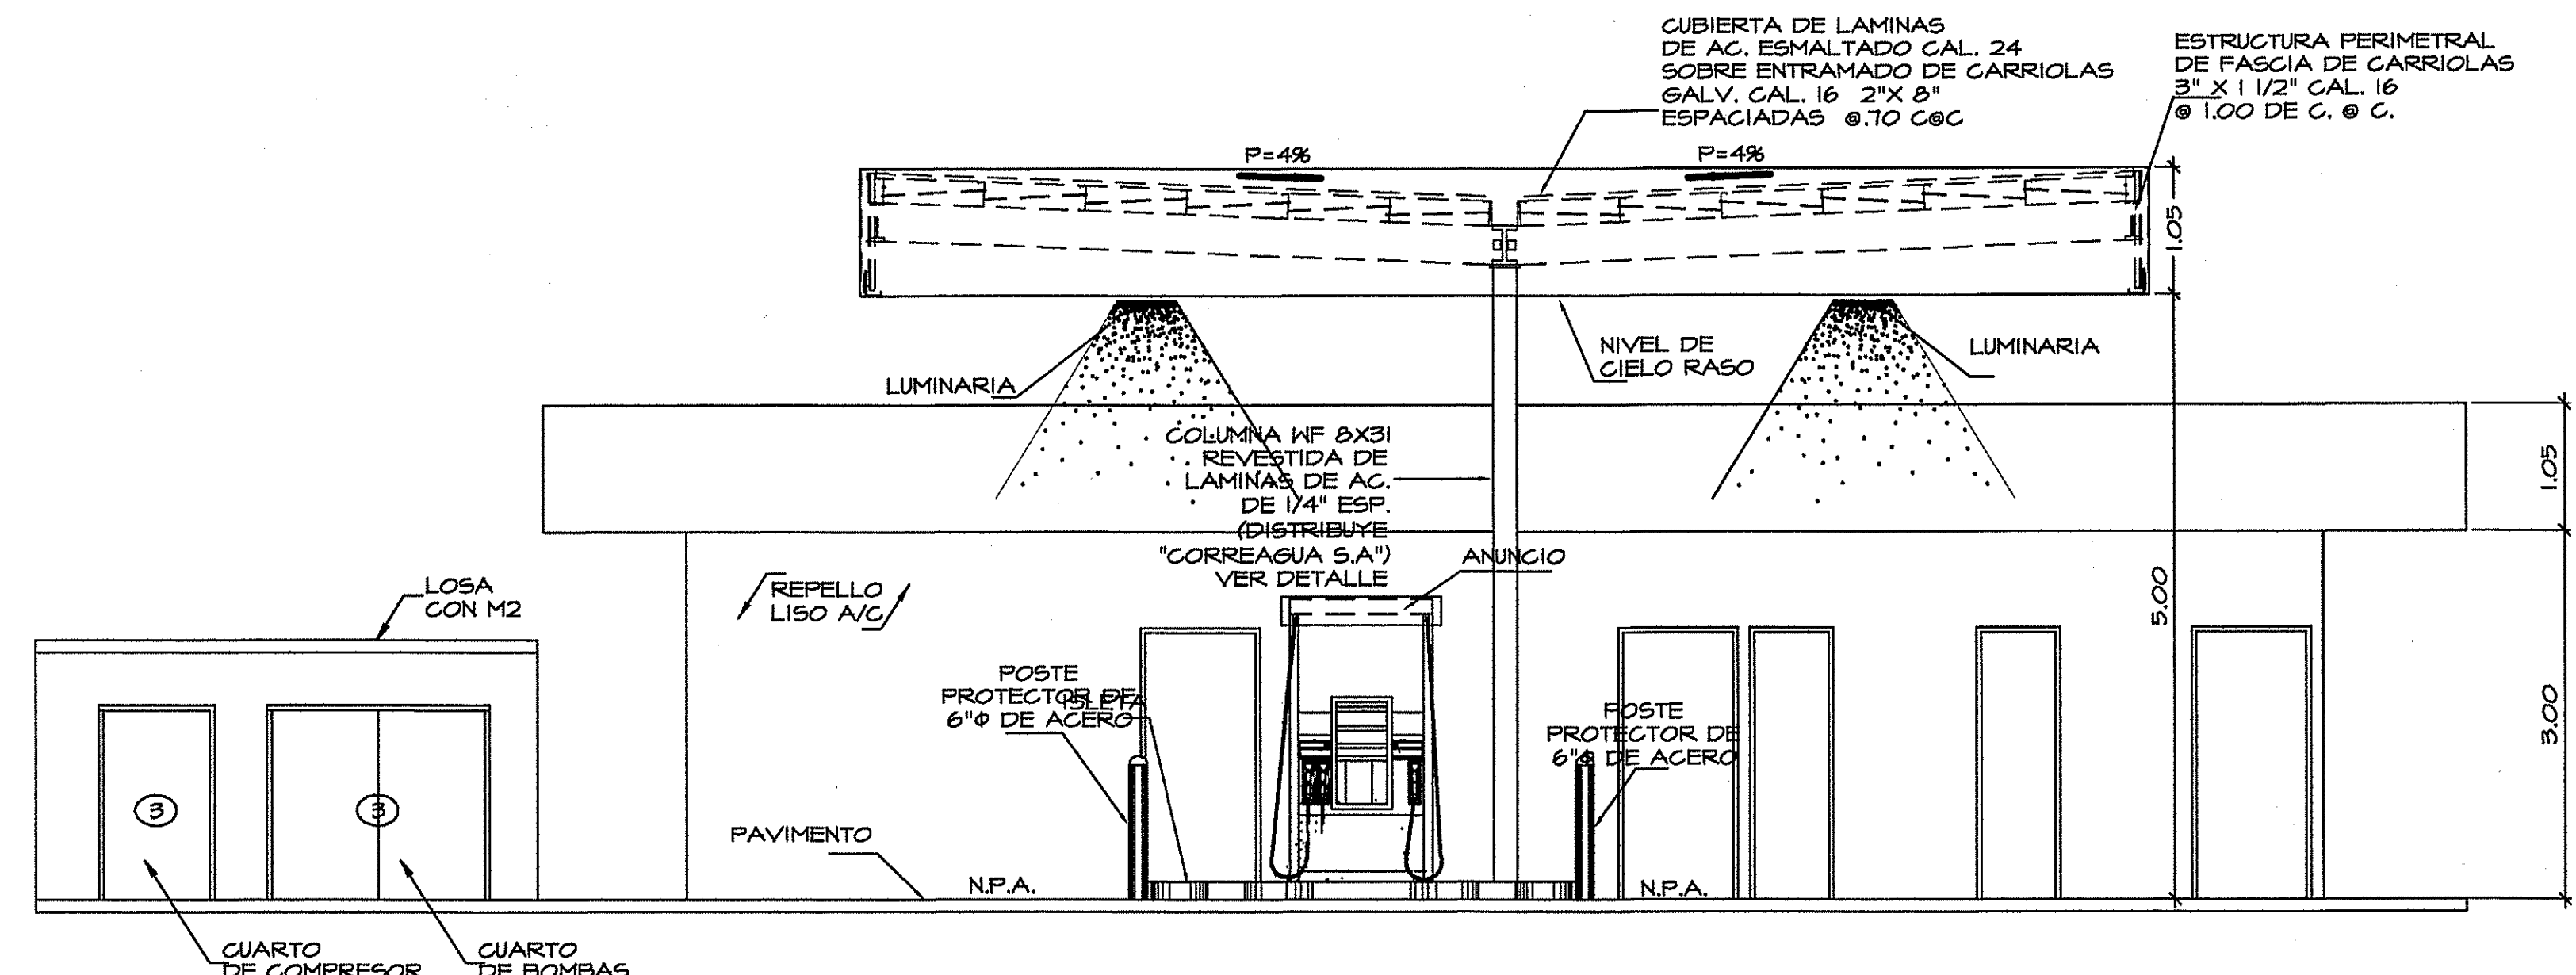 CUBIERTA DE LAMINAS
DE AC. ESMALTADO CAL. 24
SOBRE ENTRAMADO DE CARRIOLAS
GALV. CAL. 16 2"X 8"
ESPACIADAS @.70 C@C
ESTRUCTURA PERIMETRAL
DE FASCIA DE CARRIOLAS
3" X 1 1/2" CAL. 16
@ 1.00 DE C. @ C.
P=4%
P=4%
1.05
NIVEL DE
CIELO RASO
LUMINARIA
LUMINARIA
COLUMNA WF 8X31
REVESTIDA DE
LAMINAS DE AC.
DE 1/4" ESP.
(DISTRIBUYE
"CORREAGUA S.A")
VER DETALLE
ANUNCIO
1.05
5.00
3.00
LOSA
CON M2
REPELLO
LISO A/C
POSTE
PROTECTOR DE
6"Φ DE ACERO
ISLETA
POSTE
PROTECTOR DE
6"Φ DE ACERO
3
3
PAVIMENTO
N.P.A.
N.P.A.
CUARTO
DE COMPRESOR
CUARTO
DE BOMBAS